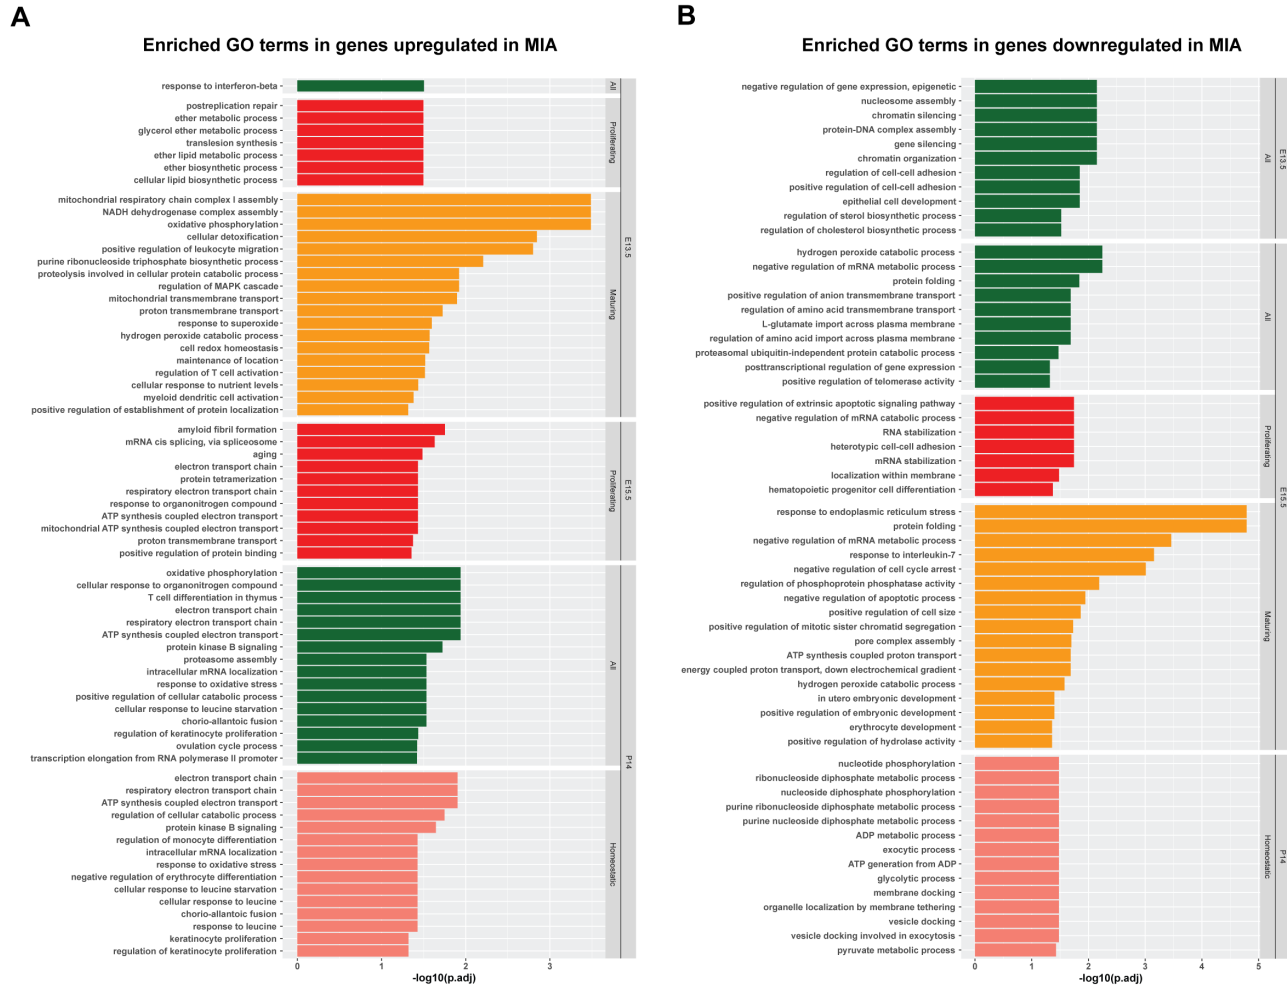 A
Enriched GO terms in genes upregulated in MIA
response to interferon-beta
All
postreplication repair
ether metabolic process
glycerol ether metabolic process
translesion synthesis
ether lipid metabolic process
ether biosynthetic process
cellular lipid biosynthetic process
Proliferating
mitochondrial respiratory chain complex I assembly
NADH dehydrogenase complex assembly
oxidative phosphorylation
cellular detoxification
positive regulation of leukocyte migration
purine ribonucleoside triphosphate biosynthetic process
proteolysis involved in cellular protein catabolic process
regulation of MAPK cascade
mitochondrial transmembrane transport
proton transmembrane transport
response to superoxide
hydrogen peroxide catabolic process
cell redox homeostasis
maintenance of location
regulation of T cell activation
cellular response to nutrient levels
myeloid dendritic cell activation
positive regulation of establishment of protein localization
Maturing
E13.5
amyloid fibril formation
mRNA cis splicing, via spliceosome
aging
electron transport chain
protein tetramerization
respiratory electron transport chain
response to organonitrogen compound
ATP synthesis coupled electron transport
mitochondrial ATP synthesis coupled electron transport
proton transmembrane transport
positive regulation of protein binding
Proliferating
E15.5
oxidative phosphorylation
cellular response to organonitrogen compound
T cell differentiation in thymus
electron transport chain
respiratory electron transport chain
ATP synthesis coupled electron transport
protein kinase B signaling
proteasome assembly
intracellular mRNA localization
response to oxidative stress
positive regulation of cellular catabolic process
cellular response to leucine starvation
chorio-allantoic fusion
regulation of keratinocyte proliferation
ovulation cycle process
transcription elongation from RNA polymerase II promoter
All
electron transport chain
respiratory electron transport chain
ATP synthesis coupled electron transport
regulation of cellular catabolic process
protein kinase B signaling
regulation of monocyte differentiation
intracellular mRNA localization
response to oxidative stress
negative regulation of erythrocyte differentiation
cellular response to leucine starvation
cellular response to leucine
chorio-allantoic fusion
response to leucine
keratinocyte proliferation
regulation of keratinocyte proliferation
Homeostatic
P14
0 1 2 3
-log10(p.adj)
B
Enriched GO terms in genes downregulated in MIA
negative regulation of gene expression, epigenetic
nucleosome assembly
chromatin silencing
protein-DNA complex assembly
gene silencing
chromatin organization
regulation of cell-cell adhesion
positive regulation of cell-cell adhesion
epithelial cell development
regulation of sterol biosynthetic process
regulation of cholesterol biosynthetic process
All
E13.5
hydrogen peroxide catabolic process
negative regulation of mRNA metabolic process
protein folding
positive regulation of anion transmembrane transport
regulation of amino acid transmembrane transport
L-glutamate import across plasma membrane
regulation of amino acid import across plasma membrane
proteasomal ubiquitin-independent protein catabolic process
posttranscriptional regulation of gene expression
positive regulation of telomerase activity
All
positive regulation of extrinsic apoptotic signaling pathway
negative regulation of mRNA catabolic process
RNA stabilization
heterotypic cell-cell adhesion
mRNA stabilization
localization within membrane
hematopoietic progenitor cell differentiation
Proliferating
response to endoplasmic reticulum stress
protein folding
negative regulation of mRNA metabolic process
response to interleukin-7
negative regulation of cell cycle arrest
regulation of phosphoprotein phosphatase activity
negative regulation of apoptotic process
positive regulation of cell size
positive regulation of mitotic sister chromatid segregation
pore complex assembly
ATP synthesis coupled proton transport
energy coupled proton transport, down electrochemical gradient
hydrogen peroxide catabolic process
in utero embryonic development
positive regulation of embryonic development
erythrocyte development
positive regulation of hydrolase activity
Maturing
E15.5
nucleotide phosphorylation
ribonucleoside diphosphate metabolic process
nucleoside diphosphate phosphorylation
purine ribonucleoside diphosphate metabolic process
purine nucleoside diphosphate metabolic process
ADP metabolic process
exocytic process
ATP generation from ADP
glycolytic process
membrane docking
organelle localization by membrane tethering
vesicle docking
vesicle docking involved in exocytosis
pyruvate metabolic process
Homeostatic
P14
0 1 2 3 4 5
-log10(p.adj)